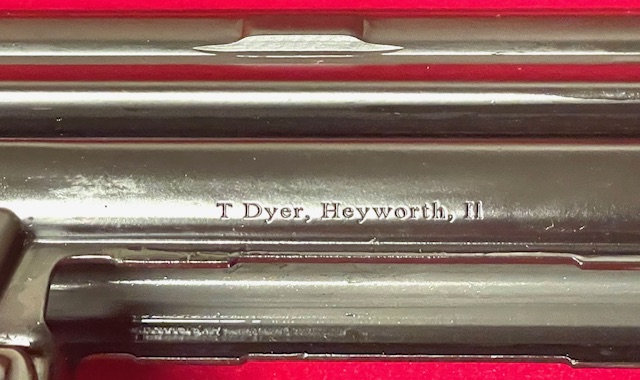 T Dyer, Heyworth, Il